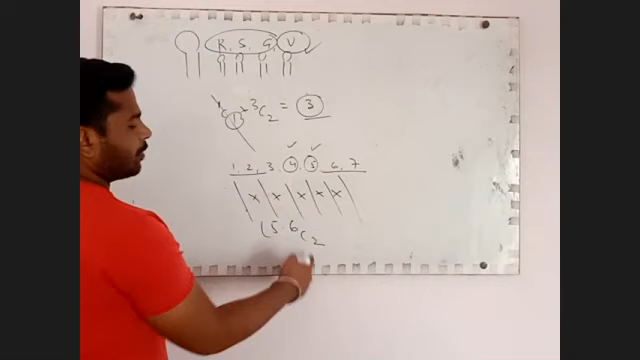 R, S, G, V
³C₂ = 3
1, 2, 3, 4, 5, 6, 7
x x x x x
(5. ⁶C₂